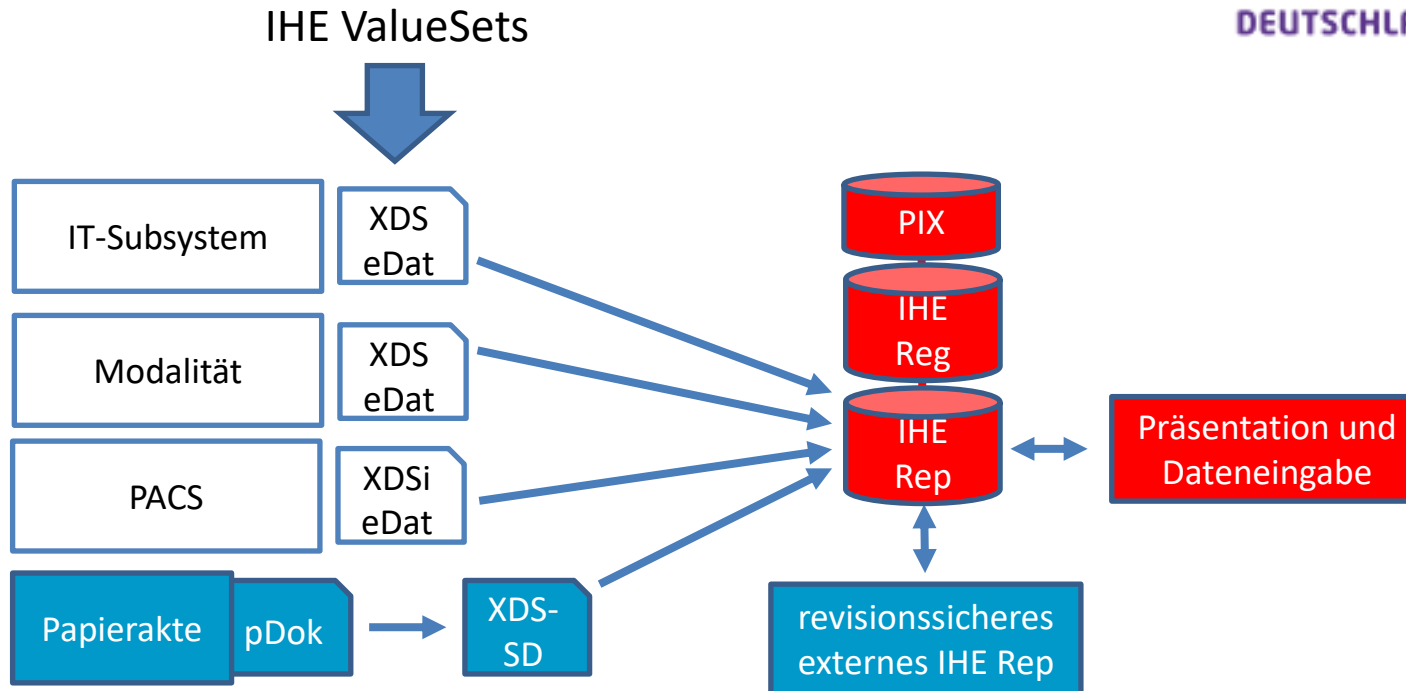 IHE ValueSets
DEUTSCHLA
IT-Subsystem
XDS
eDat
Modalität
XDS
eDat
PACS
XDSi
eDat
Papierakte
pDok
XDS-
SD
PIX
IHE
Reg
IHE
Rep
Präsentation und
Dateneingabe
revisionssicheres
externes IHE Rep